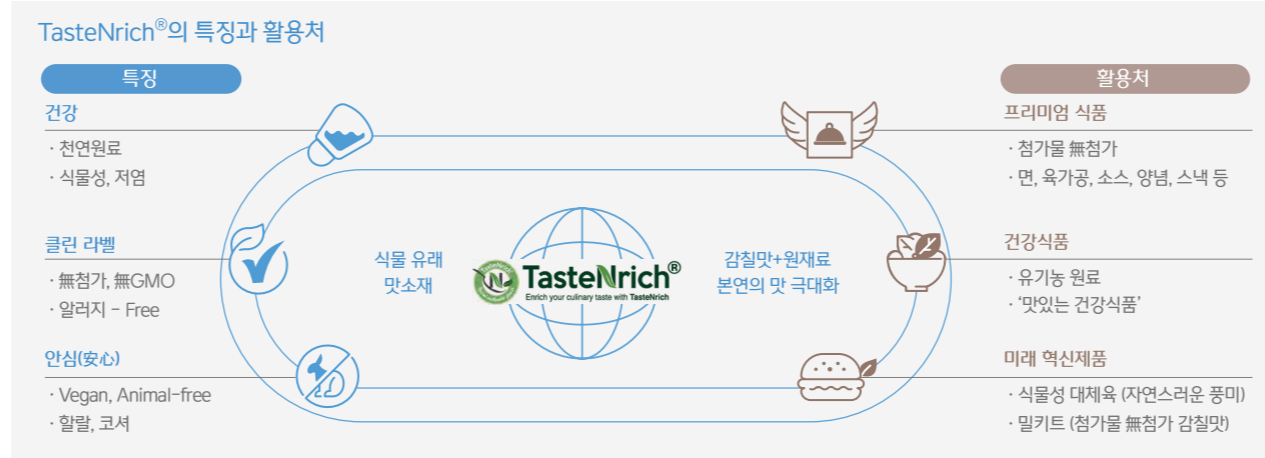 TasteNrich®의 특징과 활용처
특징
건강
· 천연원료
· 식물성, 저염
클린 라벨
· 無첨가, 無GMO
· 알러지 – Free
안심(安心)
· Vegan, Animal-free
· 할랄, 코셔
식물 유래
맛소재
N
TasteNrich®
Enrich your culinary taste with TasteNrich
감칠맛+원재료
본연의 맛 극대화
활용처
프리미엄 식품
· 첨가물 無첨가
· 면, 육가공, 소스, 양념, 스낵 등
건강식품
· 유기농 원료
· ‘맛있는 건강식품’
미래 혁신제품
· 식물성 대체육 (자연스러운 풍미)
· 밀키트 (첨가물 無첨가 감칠맛)